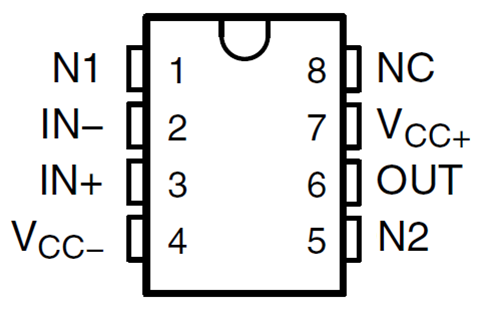 N1 1 8 NC
IN− 2 7 VCC+
IN+ 3 6 OUT
VCC− 4 5 N2